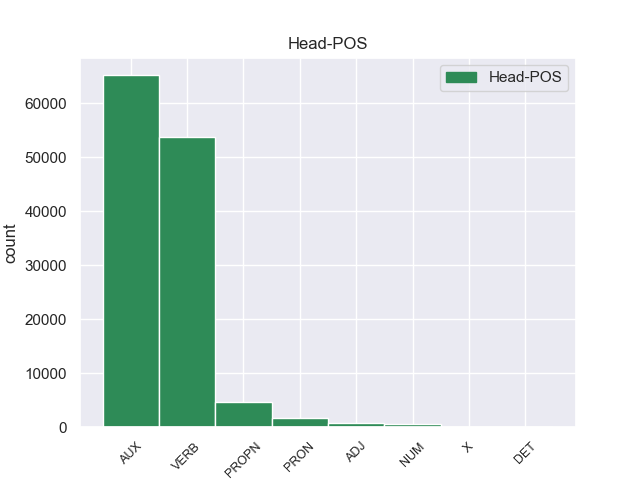 Head-POS
Head-POS
60000
50000
40000
30000
20000
10000
0
count
AUX
VERB
PROPN
PRON
ADJ
NUM
X
DET